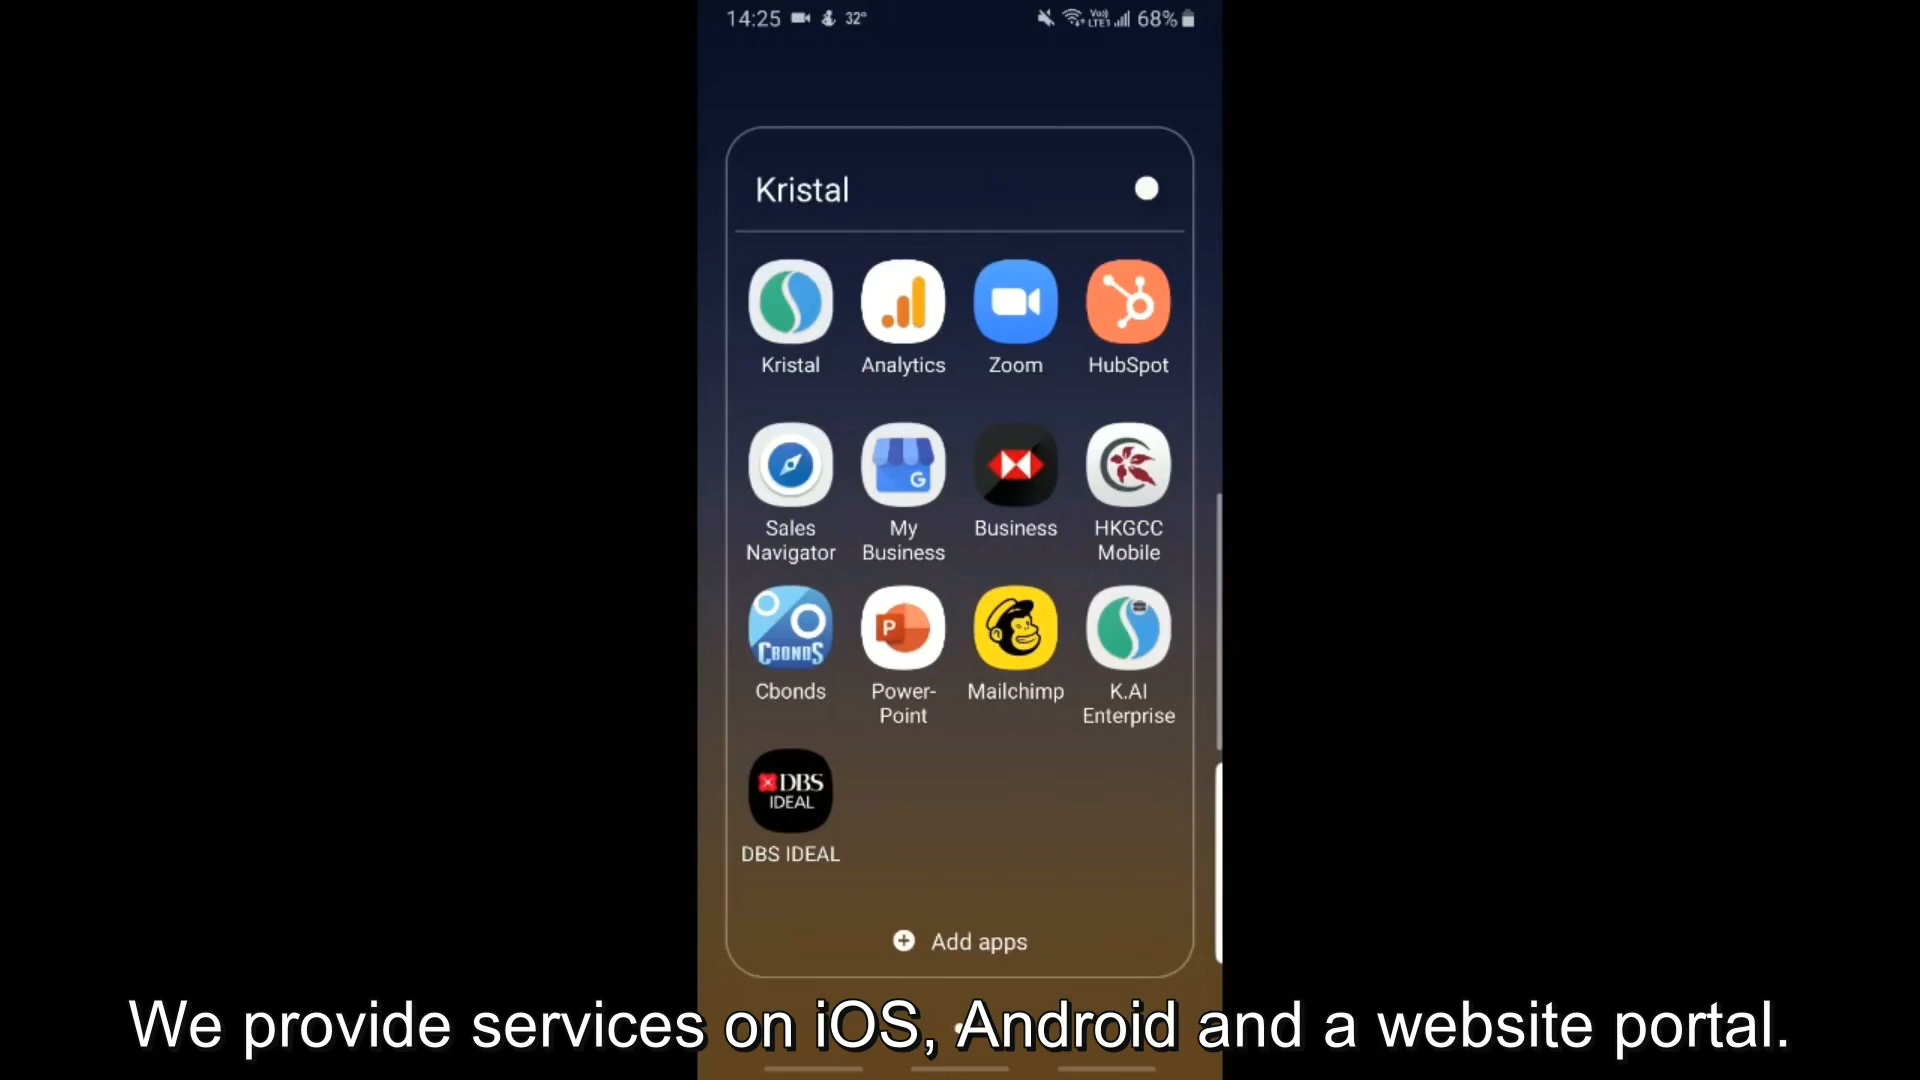 14:25 32° VoI) LTE1 68%
Kristal
Kristal Analytics Zoom HubSpot
Sales Navigator My Business Business HKGCC Mobile
CBONDS P
Cbonds Power-Point Mailchimp K.AI Enterprise
DBS
IDEAL
DBS IDEAL
Add apps
We provide services on iOS, Android and a website portal.